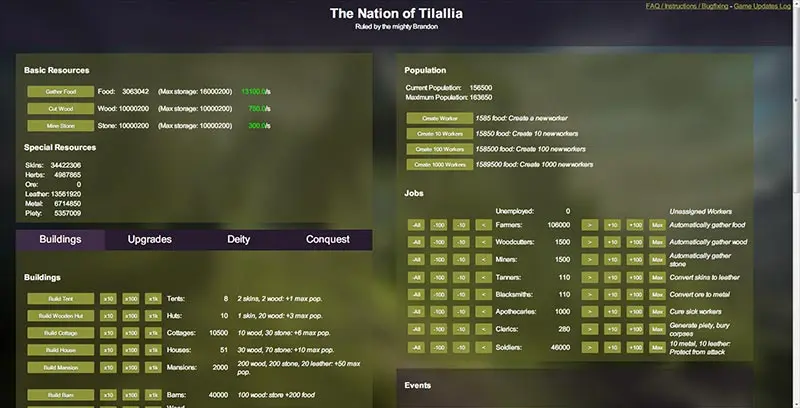 The Nation of Tilallia
Ruled by the mighty Brandon
FAQ / Instructions / Bugfixing - Game Updates Log
Basic Resources
Gather Food Food: 3063042 (Max storage: 16000200) 13100.0/s
Cut Wood Wood: 10000200 (Max storage: 10000200) 750.0/s
Mine Stone Stone: 10000200 (Max storage: 10000200) 300.0/s
Special Resources
Skins: 34422306
Herbs: 4987865
Ore: 0
Leather: 13561920
Metal: 6714850
Piety: 5357009
Buildings Upgrades Deity Conquest
Buildings
Build Tent x10 x100 x1k Tents: 8 2 skins, 2 wood: +1 max pop.
Build Wooden Hut x10 x100 x1k Huts: 10 1 skin, 20 wood: +3 max pop.
Build Cottage x10 x100 x1k Cottages: 10500 10 wood, 30 stone: +6 max pop.
Build House x10 x100 x1k Houses: 51 30 wood, 70 stone: +10 max pop.
Build Mansion x10 x100 x1k Mansions: 2000 200 wood, 200 stone, 20 leather: +50 max
pop.
Build Barn x10 x100 x1k Barns: 40000 100 wood: store +200 food
Wood
Population
Current Population: 156500
Maximum Population: 163650
Create Worker 1585 food: Create a new worker
Create 10 Workers 15850 food: Create 10 new workers
Create 100 Workers 158500 food: Create 100 new workers
Create 1000 Workers 1589500 food: Create 1000 new workers
Jobs
Unemployed: 0 Unassigned Workers
-All -100 -10 < Farmers: 106000 > +10 +100 Max Automatically gather food
-All -100 -10 < Woodcutters: 1500 > +10 +100 Max Automatically gather wood
-All -100 -10 < Miners: 1500 > +10 +100 Max Automatically gather
stone
-All -100 -10 < Tanners: 110 > +10 +100 Max Convert skins to leather
-All -100 -10 < Blacksmiths: 110 > +10 +100 Max Convert ore to metal
-All -100 -10 < Apothecaries: 1000 > +10 +100 Max Cure sick workers
-All -100 -10 < Clerics: 280 > +10 +100 Max Generate piety, bury
corpses
-All -100 -10 < Soldiers: 46000 > +10 +100 Max 10 metal, 10 leather:
Protect from attack
Events